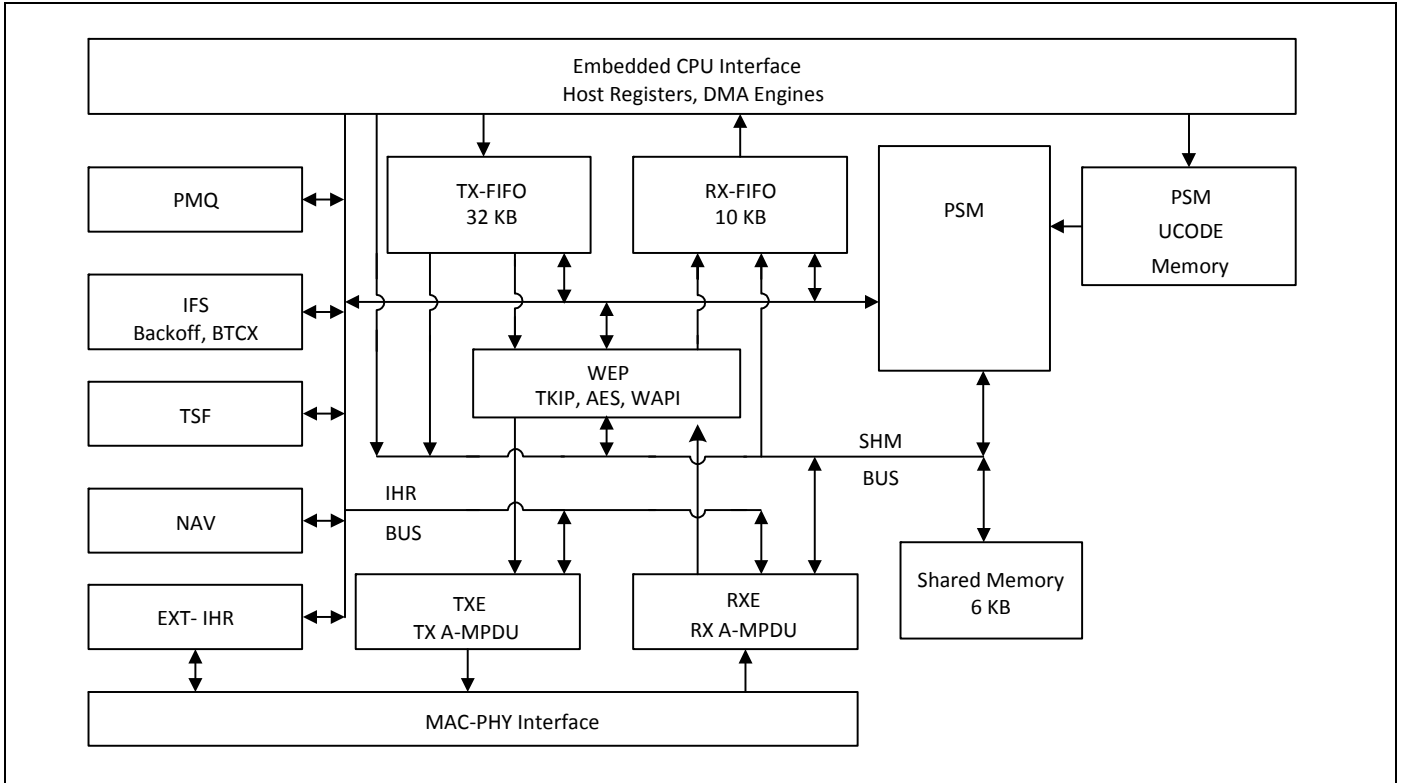 Embedded CPU Interface
Host Registers, DMA Engines
PMQ
TX-FIFO
32 KB
RX-FIFO
10 KB
PSM
PSM
UCODE
Memory
IFS
Backoff, BTCX
WEP
TKIP, AES, WAPI
TSF
SHM
BUS
IHR
BUS
NAV
Shared Memory
6 KB
EXT- IHR
TXE
TX A-MPDU
RXE
RX A-MPDU
MAC-PHY Interface